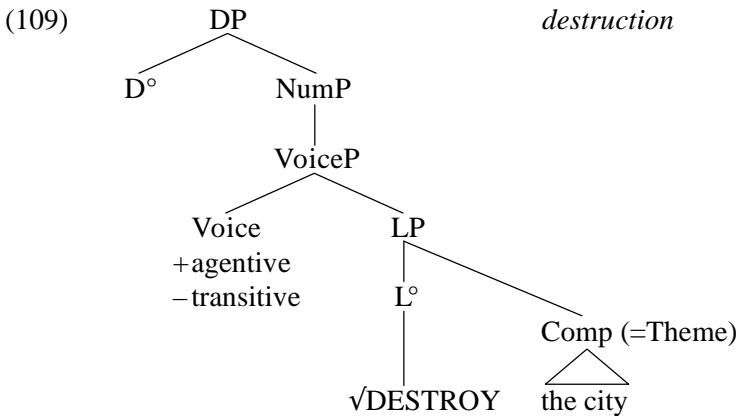 (109) DP destruction
D° NumP
VoiceP
Voice LP
+agentive
–transitive L°
Comp (=Theme)
√DESTROY the city